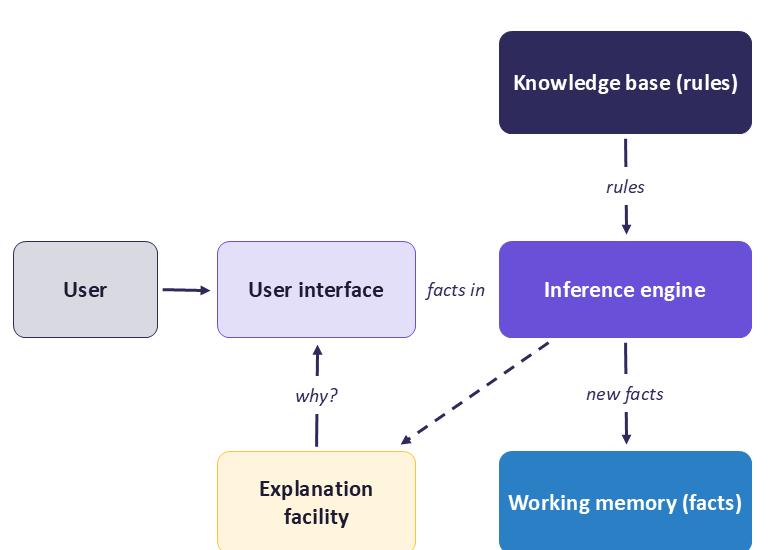 Knowledge base (rules)
rules
User
User interface
facts in
Inference engine
why?
new facts
Explanation
facility
Working memory (facts)